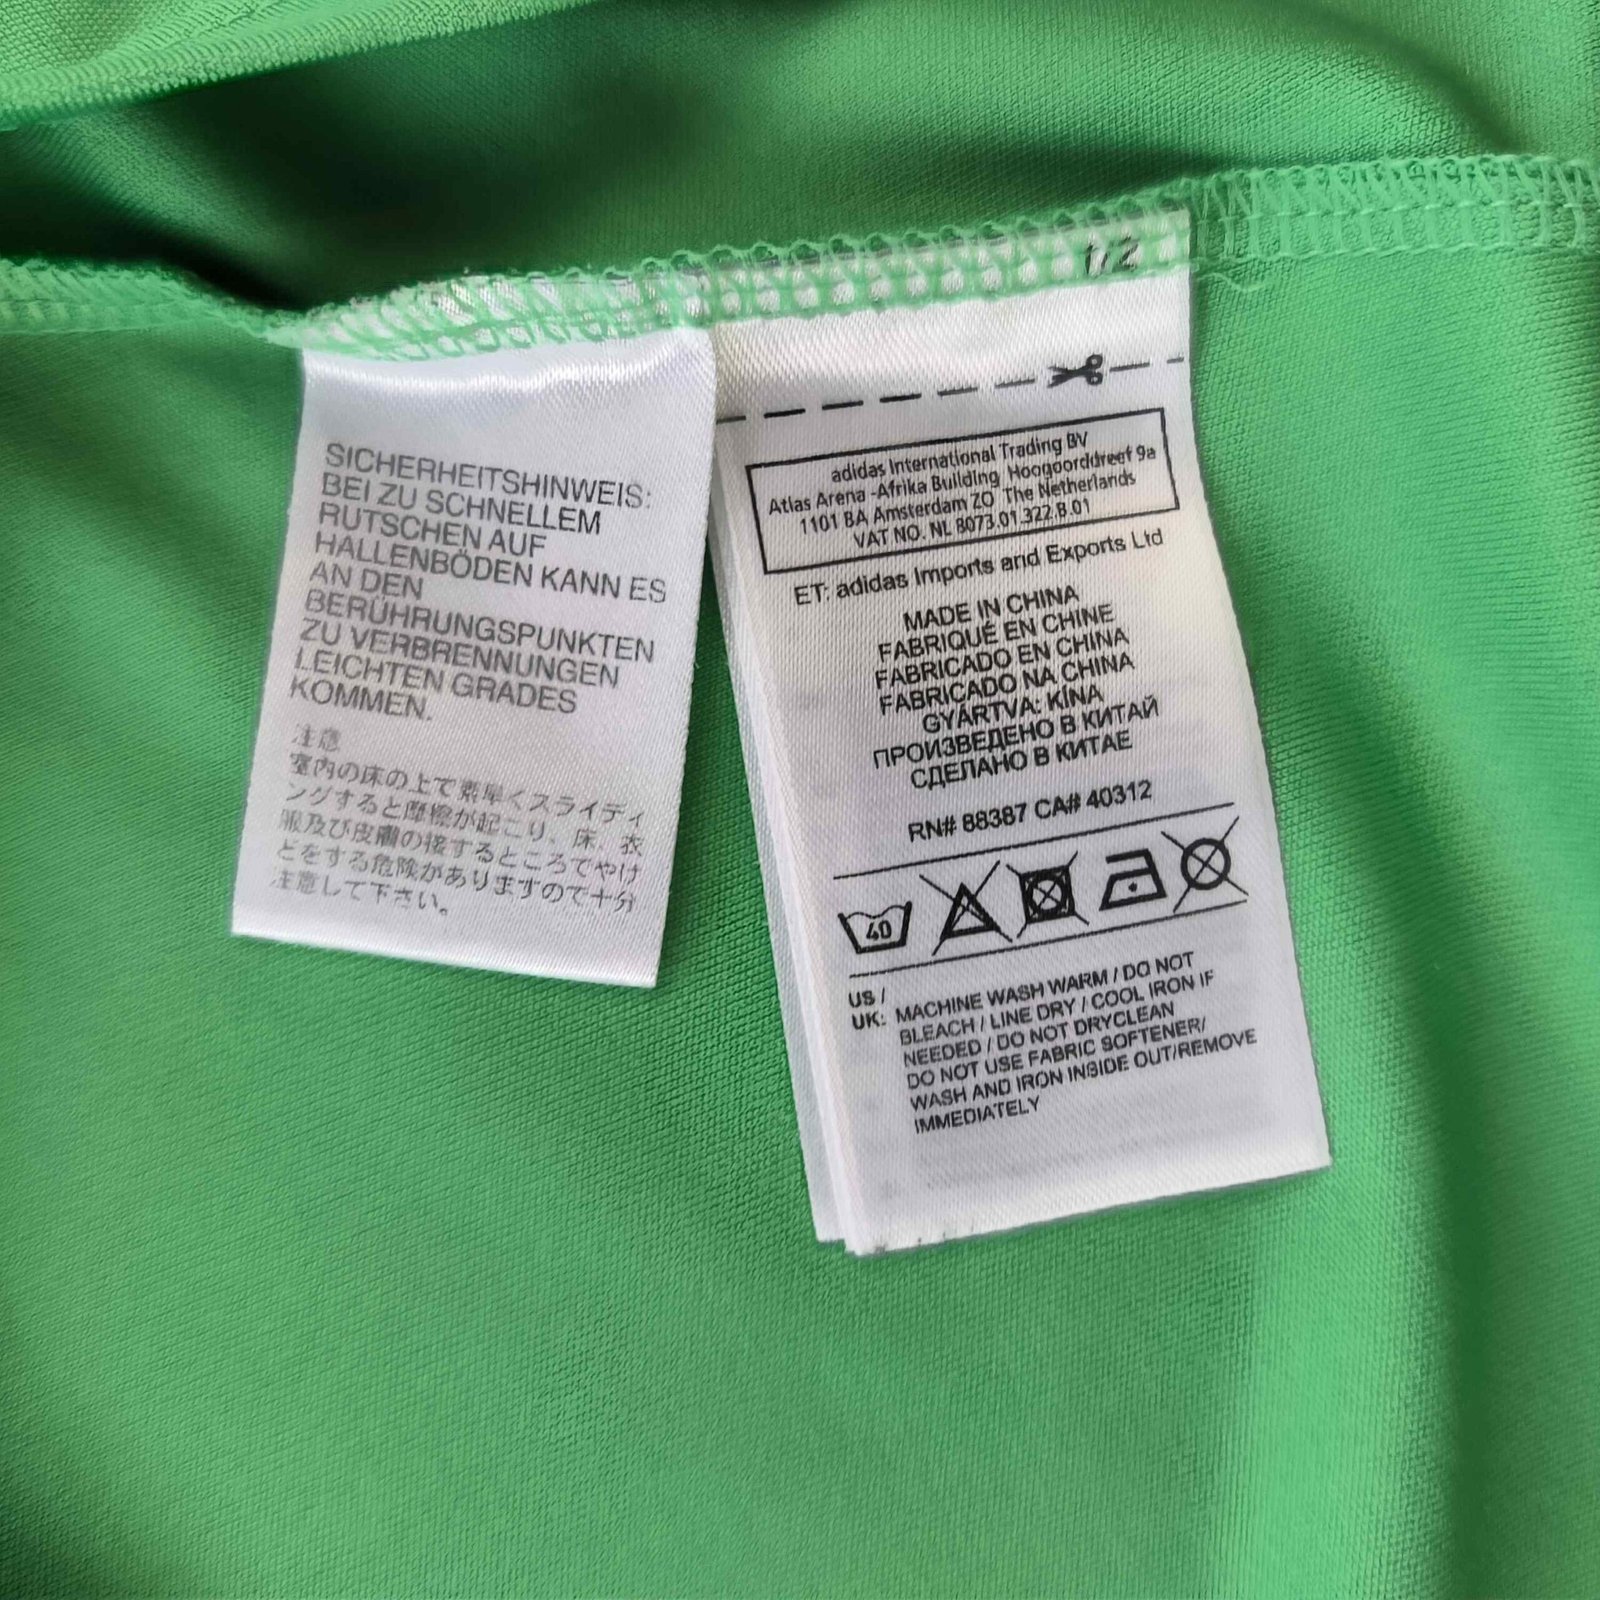 SICHERHEITSHINWEIS:
BEI ZU SCHNELLEM
RUTSCHEN AUF
HALLENBÖDEN KANN ES
AN DEN
BERÜHRUNGSPUNKTEN
ZU VERBRENNUNGEN
LEICHTEN GRADES
KOMMEN.
注意
室内の床の上で素早くスライディ
ングすると摩擦が起こり、床、衣
服及び皮膚の接するところでやけ
どをする危険がありますので十分
注意して下さい。
1/2
adidas International Trading BV
Atlas Arena -Afrika Building, Hoogoorddreef 9a
1101 BA Amsterdam ZO The Netherlands
VAT NO. NL 8073.01.322.B.01
ET: adidas Imports and Exports Ltd
MADE IN CHINA
FABRIQUÉ EN CHINE
FABRICADO EN CHINA
FABRICADO NA CHINA
GYÁRTVA: KÍNA
ПРОИЗВЕДЕНО В КИТАЙ
СДЕЛАНО В КИТАЕ
RN# 88387 CA# 40312
40
US /
UK: MACHINE WASH WARM / DO NOT
BLEACH / LINE DRY / COOL IRON IF
NEEDED / DO NOT DRYCLEAN
DO NOT USE FABRIC SOFTENER/
WASH AND IRON INSIDE OUT/REMOVE
IMMEDIATELY